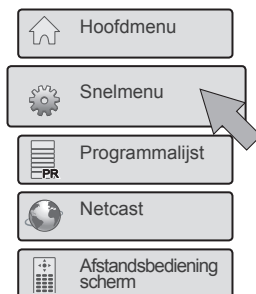 Hoofdmenu
Snelmenu
Programmalijst
PR
Netcast
Afstandsbediening
scherm